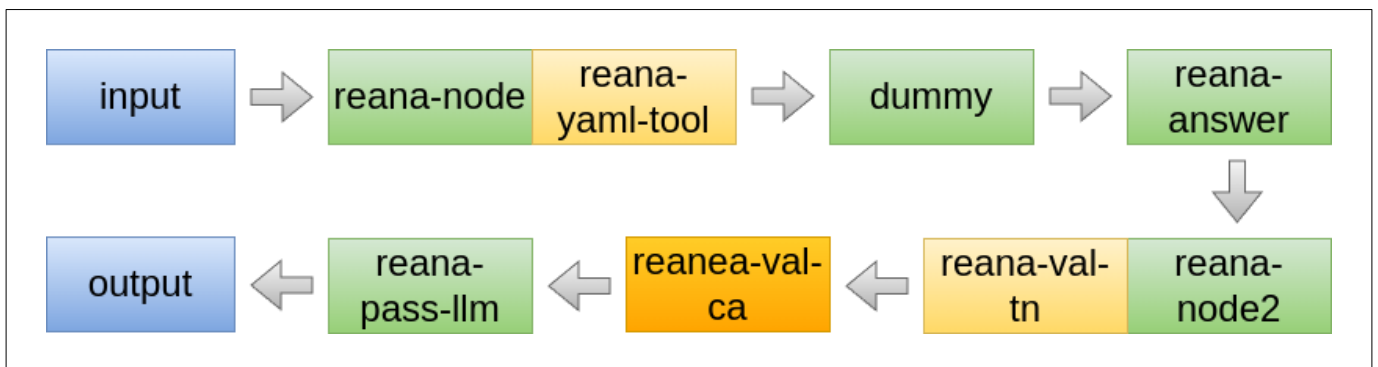 input
reana-node
reana-
yaml-tool
dummy
reana-
answer
output
reana-
pass-llm
reanea-val-
ca
reana-val-
tn
reana-
node2